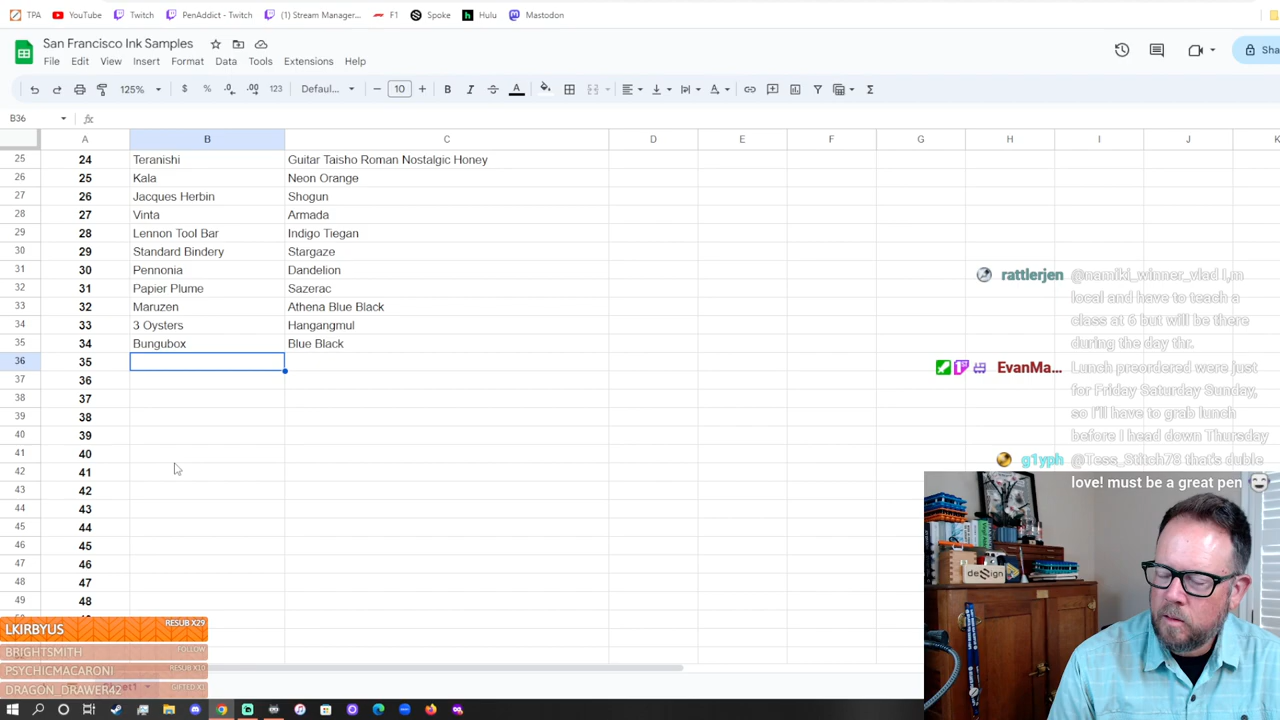 TPA YouTube Twitch PenAddict - Twitch (1) Stream Manager... F1 Spoke Hulu Mastodon
San Francisco Ink Samples
File Edit View Insert Format Data Tools Extensions Help
Sha
125% $ % .0 .00 123 Defaul... 10 B I A
B36 fx
A B C D E F G H I J K
25 24 Teranishi Guitar Taisho Roman Nostalgic Honey
26 25 Kala Neon Orange
27 26 Jacques Herbin Shogun
28 27 Vinta Armada
29 28 Lennon Tool Bar Indigo Tiegan
30 29 Standard Bindery Stargaze
31 30 Pennonia Dandelion
32 31 Papier Plume Sazerac
33 32 Maruzen Athena Blue Black
34 33 3 Oysters Hangangmul
35 34 Bungubox Blue Black
36 35
37 36
38 37
39 38
40 39
41 40
42 41
43 42
44 43
45 44
46 45
47 46
48 47
49 48
rattlerjen @namiki_winner_vlad I,m
local and have to teach a
class at 6 but will be there
during the day thr.
EvanMa... Lunch preordered were just
for Friday Saturday Sunday,
so I'll have to grab lunch
before I head down Thursday
g1yph @Tess_Stitch78 that's duble
love! must be a great pen
LKIRBYUS RESUB X29
BRIGHTSMITH FOLLOW
PSYCHICMACARONI RESUB X10
DRAGON_DRAWER42 GIFTED X1
Sheet1
deSign